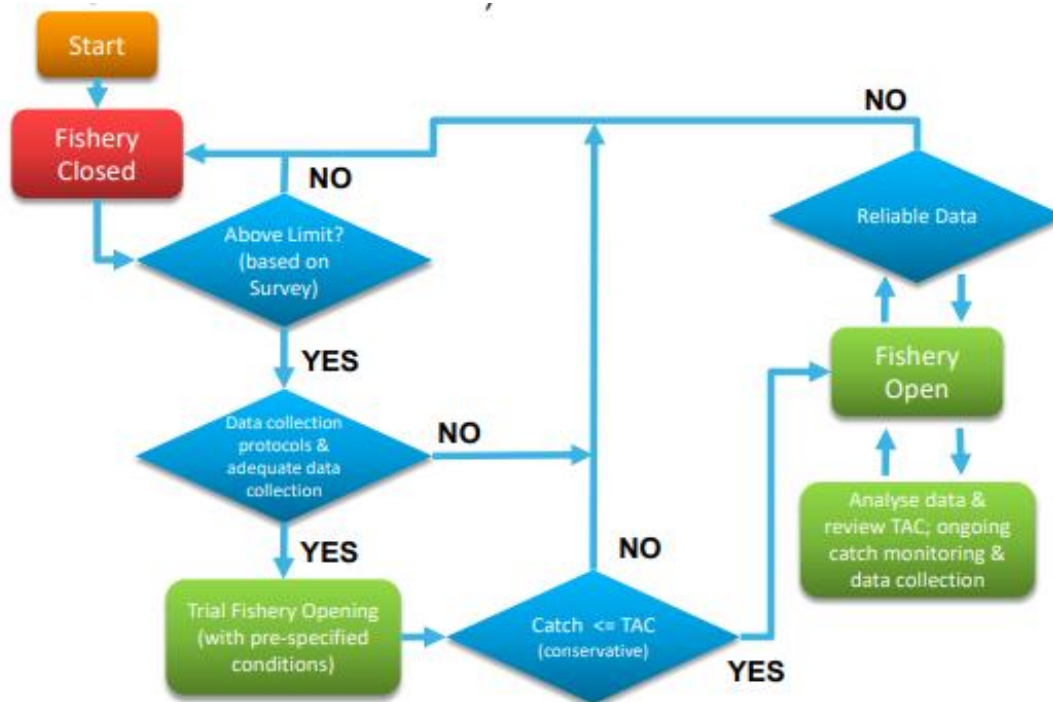 Start
Fishery
Closed
NO
NO
Above Limit?
(based on
Survey)
Reliable Data
YES
Fishery
Open
Data collection
protocols &
adequate data
collection
NO
YES
Analyse data &
review TAC; ongoing
catch monitoring &
data collection
NO
Trial Fishery Opening
(with pre-specified
conditions)
Catch <= TAC
(conservative)
YES